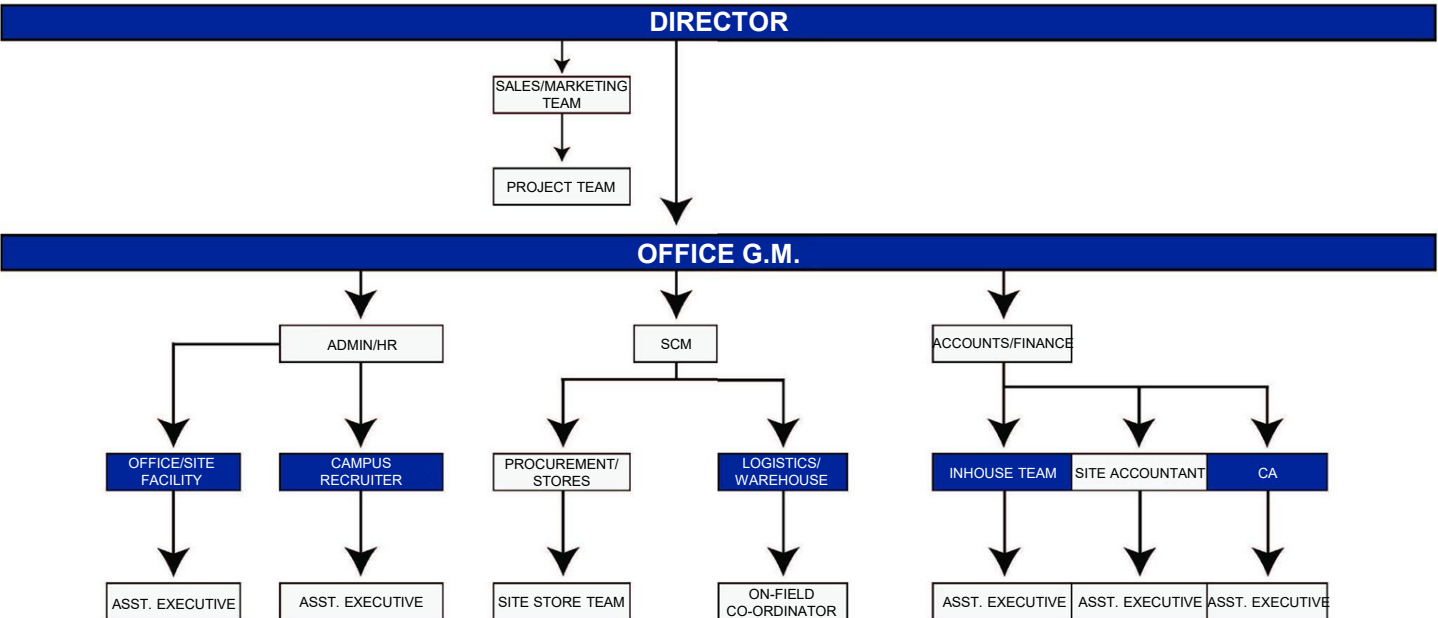 DIRECTOR
SALES/MARKETING
TEAM
PROJECT TEAM
OFFICE G.M.
ADMIN/HR
SCM
ACCOUNTS/FINANCE
OFFICE/SITE
FACILITY
CAMPUS
RECRUITER
PROCUREMENT/
STORES
LOGISTICS/
WAREHOUSE
INHOUSE TEAM
SITE ACCOUNTANT
CA
ASST. EXECUTIVE
ASST. EXECUTIVE
SITE STORE TEAM
ON-FIELD
CO-ORDINATOR
ASST. EXECUTIVE
ASST. EXECUTIVE
ASST. EXECUTIVE